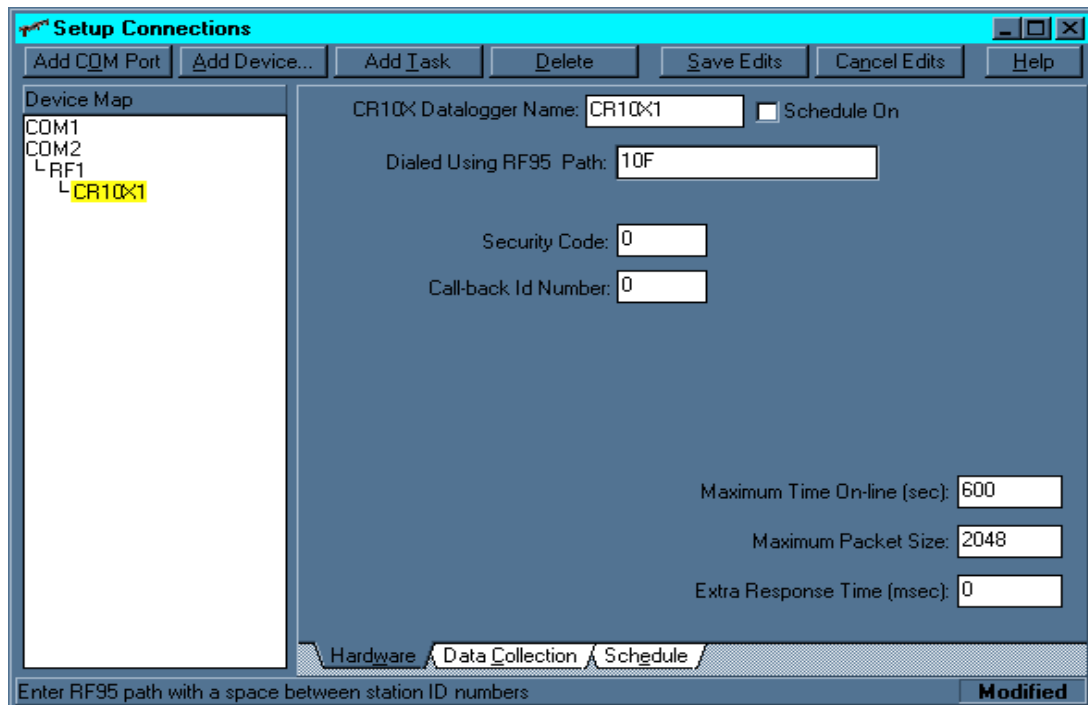 Setup Connections
Add COM Port Add Device... Add Task Delete Save Edits Cancel Edits Help
Device Map
COM1
COM2
RF1
CR10X1
CR10X Datalogger Name: CR10X1 Schedule On
Dialed Using RF95 Path: 10F
Security Code: 0
Call-back Id Number: 0
Maximum Time On-line (sec): 600
Maximum Packet Size: 2048
Extra Response Time (msec): 0
Hardware Data Collection Schedule
Enter RF95 path with a space between station ID numbers Modified